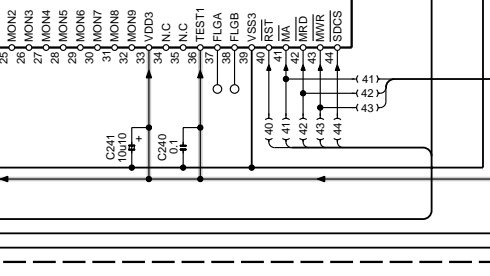 MON2
MON3
MON4
MON5
MON6
MON7
MON8
MON9
VDD3
N.C
N.C
TEST1
FLGA
FLGB
VSS3
RST
MA
MRD
MWR
SDCS
25
26
27
28
29
30
31
32
33
34
35
36
37
38
39
40
41
42
43
44
41
42
43
40
41
42
43
44
C241
10u10
+
C240
0.1